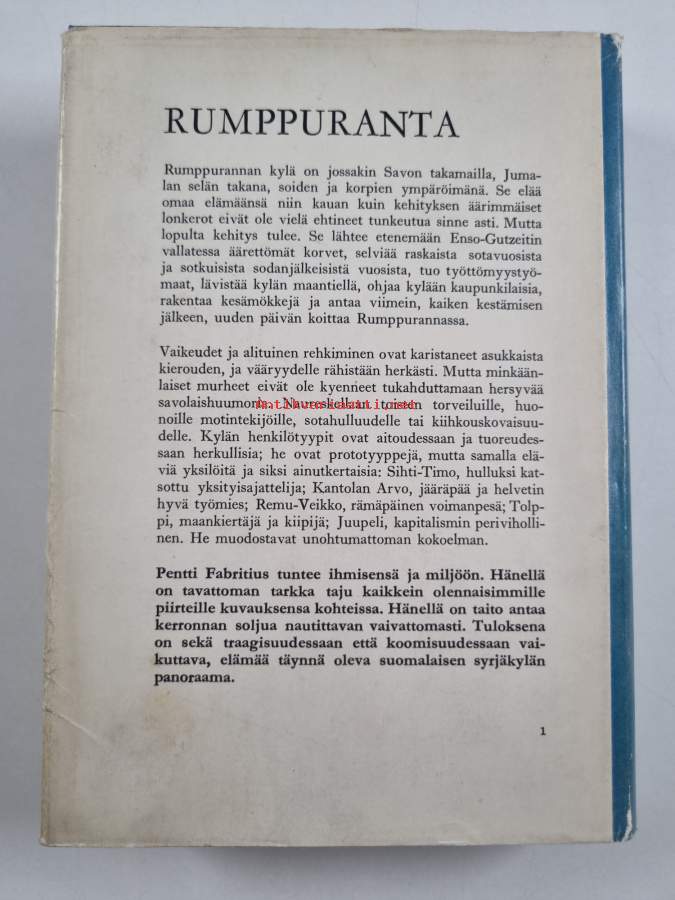 RUMPPURANTA
Rumppurannan kylä on jossakin Savon takamailla, Juma-
lan selän takana, soiden ja korpien ympäröimänä. Se elää
omaa elämäänsä niin kauan kuin kehityksen äärimmäiset
lonkerot eivät ole vielä ehtineet tunkeutua sinne asti. Mutta
lopulta kehitys tulee. Se lähtee etenemään Enso-Gutzeitin
vallatessa äärettömät korvet, selviää raskaista sotavuosista
ja sotkuisista sodanjälkeisistä vuosista, tuo työttömyystyö-
maat, lävistää kylän maantiellä, ohjaa kylään kaupunkilaisia,
rakentaa kesämökkejä ja antaa viimein, kaiken kestämisen
jälkeen, uuden päivän koittaa Rumppurannassa.
Vaikeudet ja alituinen rehkiminen ovat karistaneet asukkaista
kierouden, ja vääryydelle rähistään herkästi. Mutta minkään-
laiset murheet eivät ole kyenneet tukahduttamaan hersyvää
savolaishuumoria. Naureskellaan toisten torveiluille, huo-
noille motintekijöille, sotahulluudelle tai kiihkouskovaisuu-
delle. Kylän henkilötyypit ovat aitoudessaan ja tuoreudes-
saan herkullisia; he ovat prototyyppejä, mutta samalla elä-
viä yksilöitä ja siksi ainutkertaisia: Sihti-Timo, hulluksi kat-
sottu yksityisajattelija; Kantolan Arvo, jääräpää ja helvetin
hyvä työmies; Remu-Veikko, rämäpäinen voimanpesä; Tolp-
pi, maankiertäjä ja kiipijä; Juupeli, kapitalismin periviholli-
nen. He muodostavat unohtumattoman kokoelman.
Pentti Fabritius tuntee ihmisensä ja miljöön. Hänellä
on tavattoman tarkka taju kaikkein olennaisimmille
piirteille kuvauksensa kohteissa. Hänellä on taito antaa
kerronnan soljua nautittavan vaivattomasti. Tuloksena
on sekä traagisuudessaan että koomisuudessaan vai-
kuttava, elämää täynnä oleva suomalaisen syrjäkylän
panoraama.
1